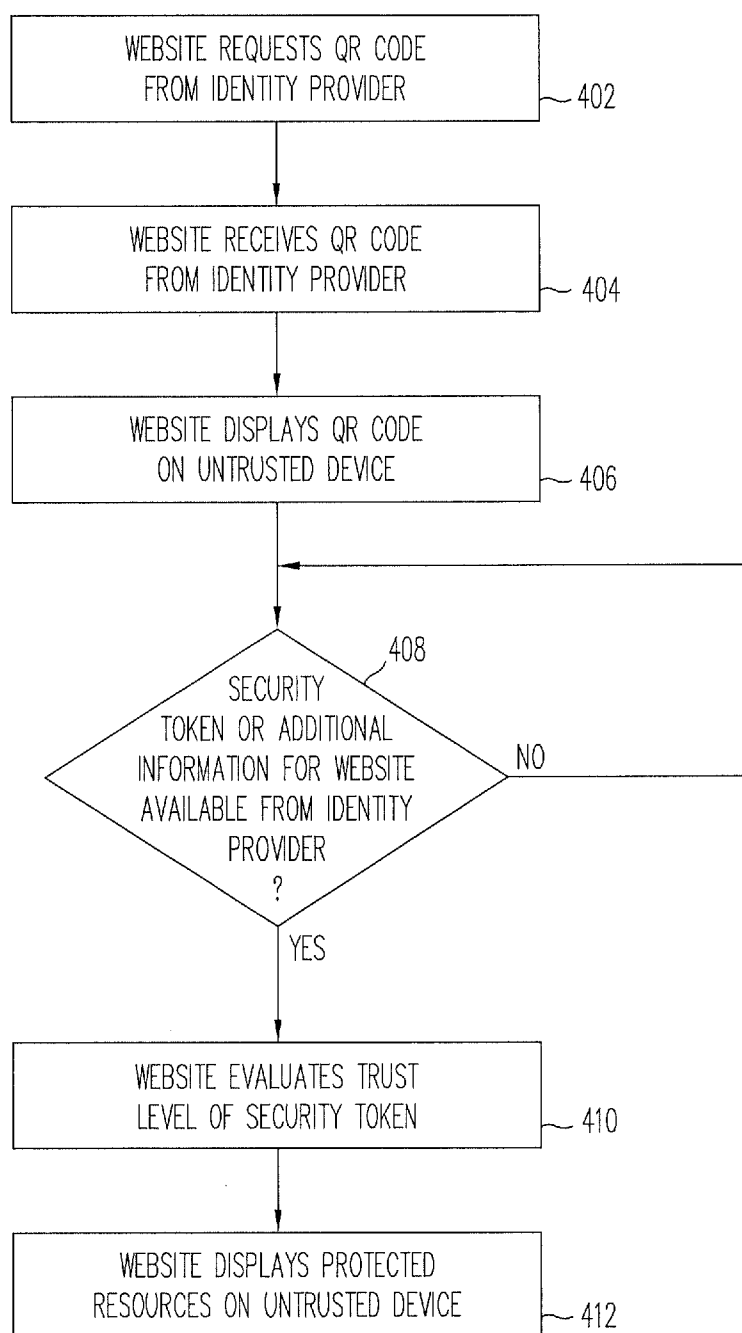 WEBSITE REQUESTS QR CODE
FROM IDENTITY PROVIDER
402
WEBSITE RECEIVES QR CODE
FROM IDENTITY PROVIDER
404
WEBSITE DISPLAYS QR CODE
ON UNTRUSTED DEVICE
406
408
SECURITY
TOKEN OR ADDITIONAL
INFORMATION FOR WEBSITE
AVAILABLE FROM IDENTITY
PROVIDER
?
NO
YES
WEBSITE EVALUATES TRUST
LEVEL OF SECURITY TOKEN
410
WEBSITE DISPLAYS PROTECTED
RESOURCES ON UNTRUSTED DEVICE
412